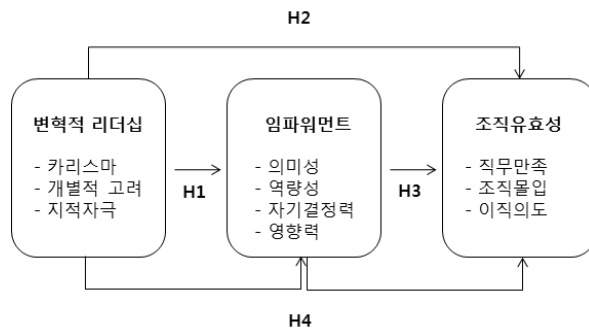 H2
변혁적 리더십
- 카리스마
- 개별적 고려
- 지적자극
H1
임파워먼트
- 의미성
- 역량성
- 자기결정력
- 영향력
H3
조직유효성
- 직무만족
- 조직몰입
- 이직의도
H4